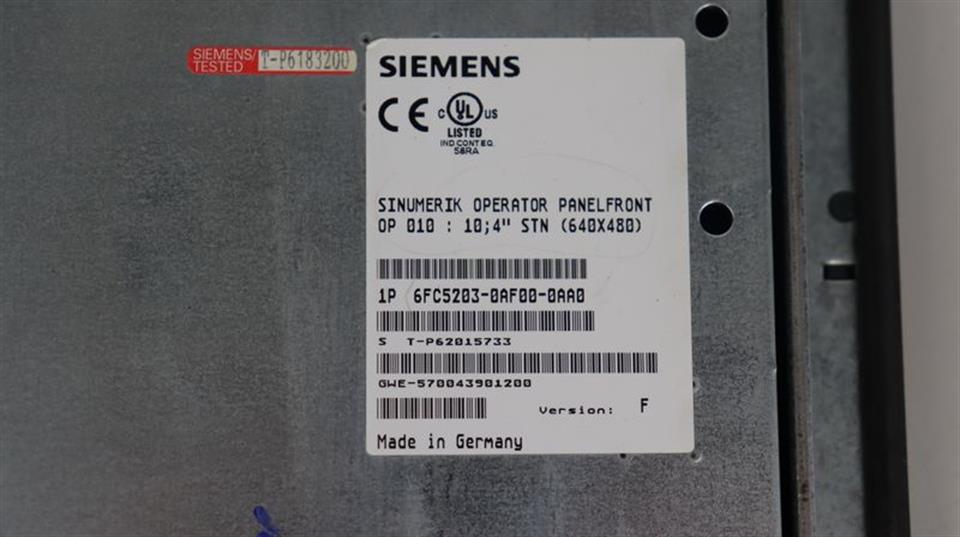 SIEMENS/
TESTED
T-P6183200
SIEMENS
CE
C UL US
LISTED
IND CONT EQ.
58RA
SINUMERIK OPERATOR PANELFRONT
OP 010 : 10;4" STN (640X480)
1P 6FC5203-0AF00-0AA0
S T-P62015733
GWE-570043901200
Version: F
Made in Germany